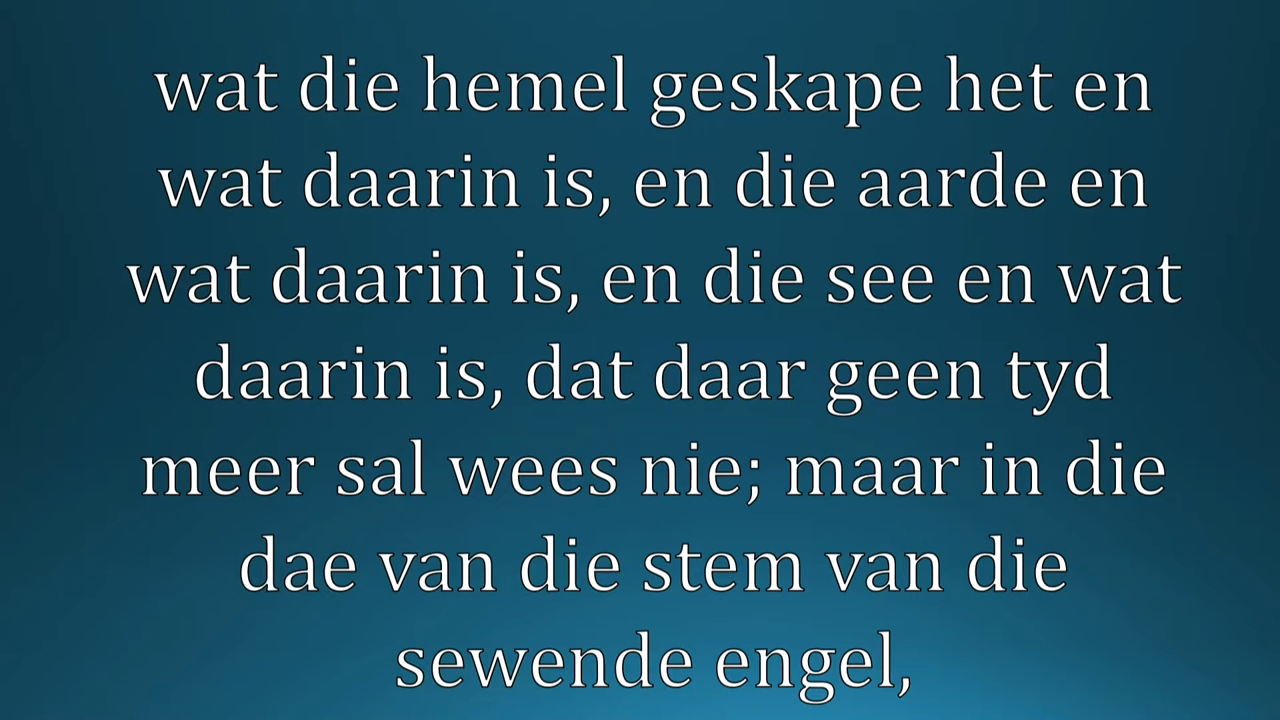 wat die hemel geskape het en
wat daarin is, en die aarde en
wat daarin is, en die see en wat
daarin is, dat daar geen tyd
meer sal wees nie; maar in die
dae van die stem van die
sewende engel,